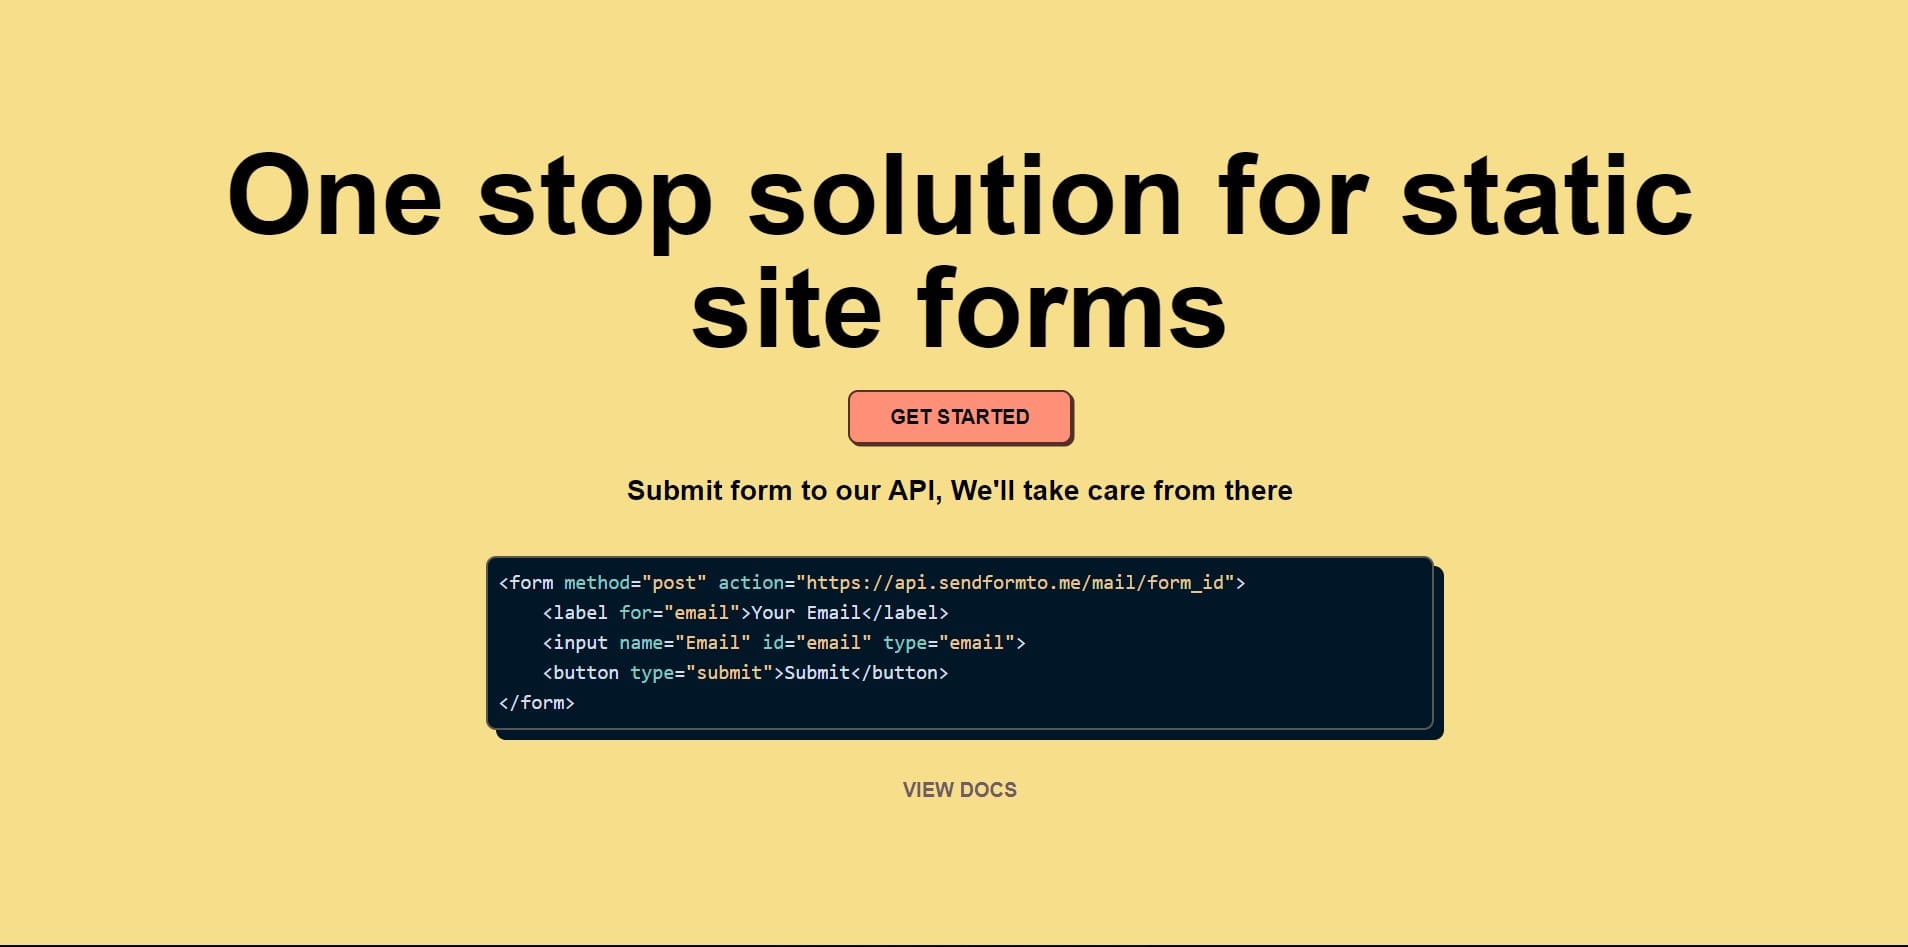 One stop solution for static
site forms
GET STARTED
Submit form to our API, We'll take care from there
<form method="post" action="https://api.sendformto.me/mail/form_id">
    <label for="email">Your Email</label>
    <input name="Email" id="email" type="email">
    <button type="submit">Submit</button>
</form>
VIEW DOCS